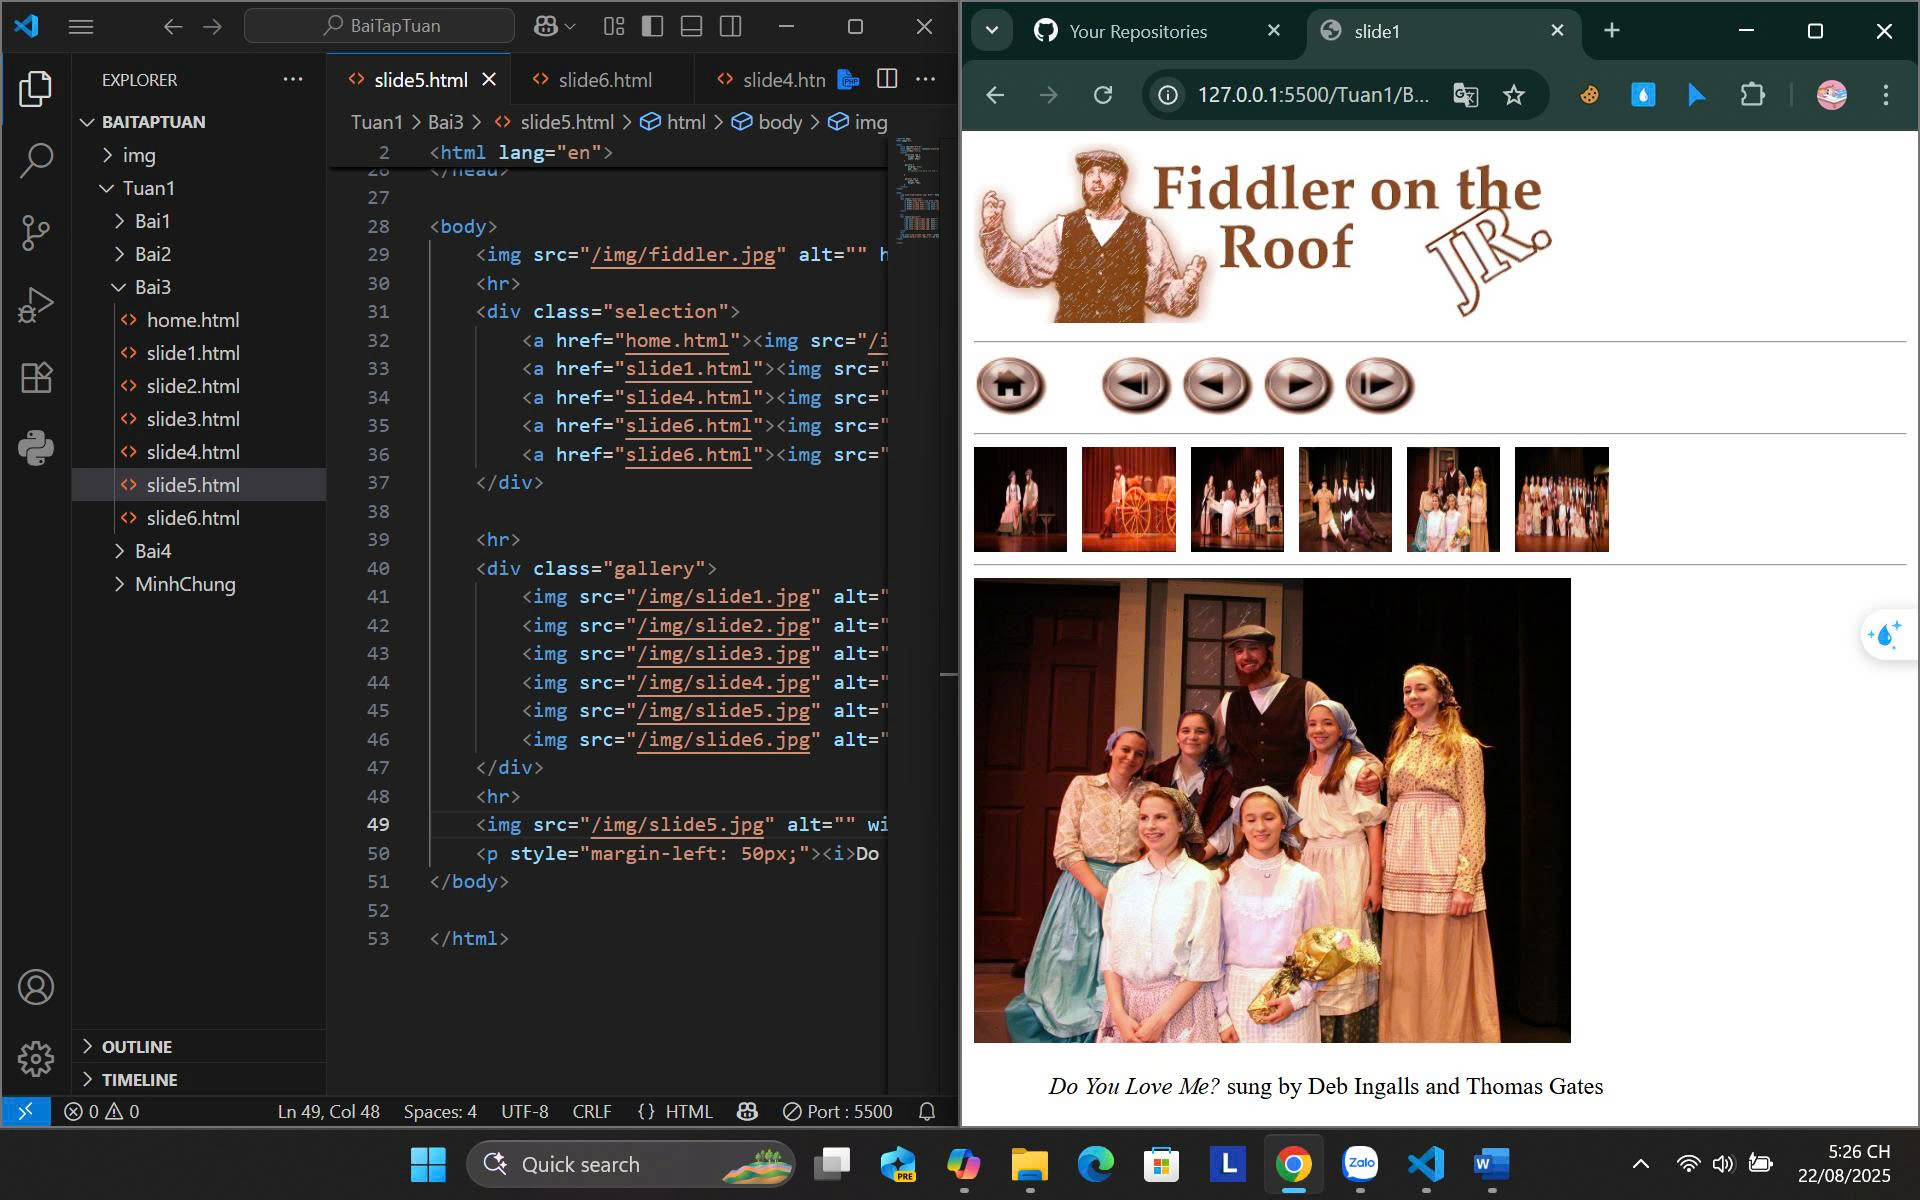 BaiTapTuan
EXPLORER
BAITAPTUAN
img
Tuan1
Bai1
Bai2
Bai3
home.html
slide1.html
slide2.html
slide3.html
slide4.html
slide5.html
slide6.html
Bai4
MinhChung
OUTLINE
TIMELINE
slide5.html
slide6.html
slide4.htn
Tuan1 > Bai3 > slide5.html > html > body > img
2 <html lang="en">
26 </head>
27
28 <body>
29 <img src="/img/fiddler.jpg" alt="" h
30 <hr>
31 <div class="selection">
32 <a href="home.html"><img src="/i
33 <a href="slide1.html"><img src="
34 <a href="slide4.html"><img src="
35 <a href="slide6.html"><img src="
36 <a href="slide6.html"><img src="
37 </div>
38
39 <hr>
40 <div class="gallery">
41 <img src="/img/slide1.jpg" alt="
42 <img src="/img/slide2.jpg" alt="
43 <img src="/img/slide3.jpg" alt="
44 <img src="/img/slide4.jpg" alt="
45 <img src="/img/slide5.jpg" alt="
46 <img src="/img/slide6.jpg" alt="
47 </div>
48 <hr>
49 <img src="/img/slide5.jpg" alt="" wi
50 <p style="margin-left: 50px;"><i>Do
51 </body>
52
53 </html>
0 0 Ln 49, Col 48 Spaces: 4 UTF-8 CRLF {} HTML Port : 5500
Your Repositories
slide1
127.0.0.1:5500/Tuan1/B...
Fiddler on the
Roof JR.
Do You Love Me? sung by Deb Ingalls and Thomas Gates
Quick search
PRE
L
Zalo
W
5:26 CH
22/08/2025